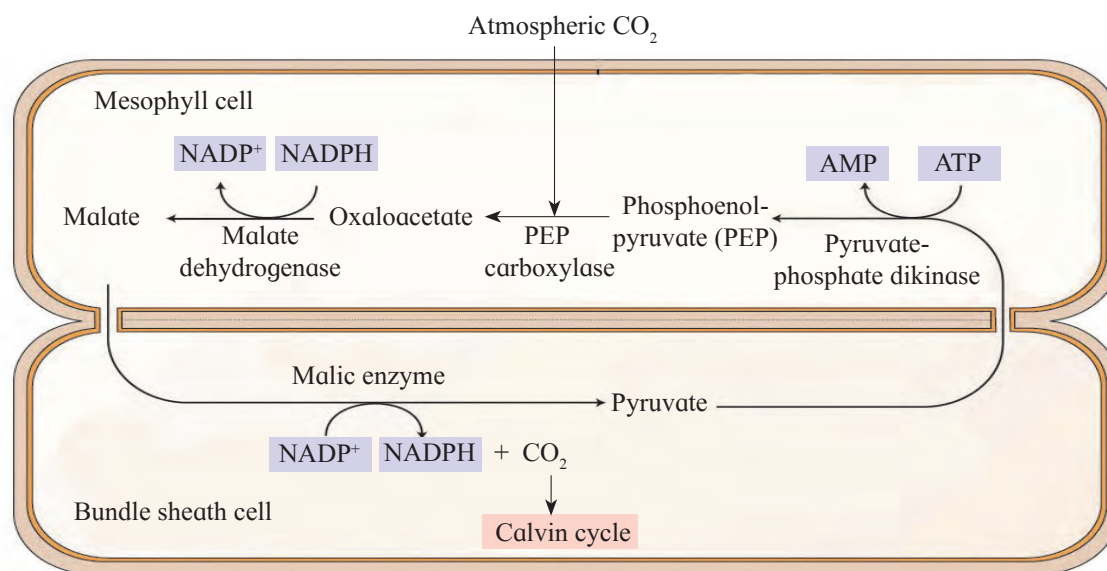 Atmospheric CO₂
Mesophyll cell
NADP⁺ NADPH
AMP ATP
Malate
Malate
dehydrogenase
Oxaloacetate
PEP
carboxylase
Phosphoenol-
pyruvate (PEP)
Pyruvate-
phosphate dikinase
Malic enzyme
Pyruvate
NADP⁺ NADPH + CO₂
Bundle sheath cell
Calvin cycle